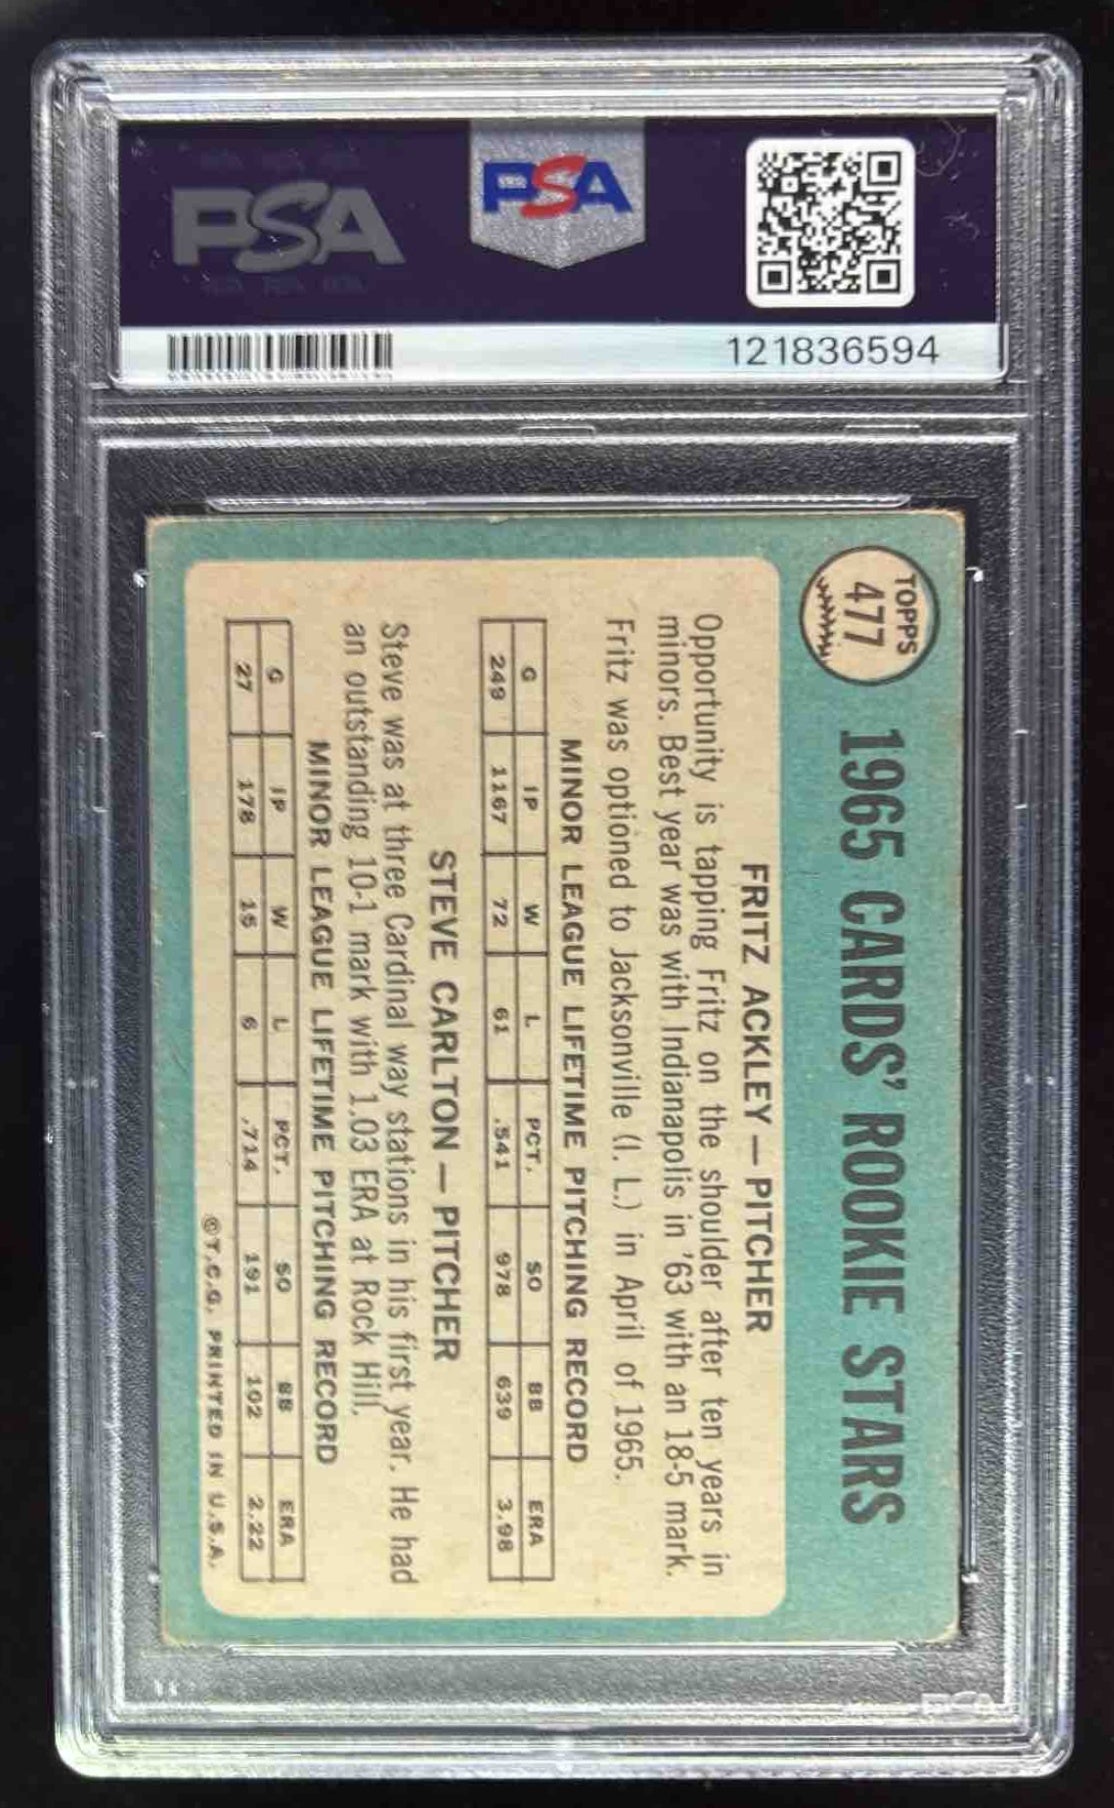 PSA
PSA
121836594
TOPPS
477
1965 CARDS' ROOKIE STARS
FRITZ ACKLEY — PITCHER
Opportunity is tapping Fritz on the shoulder after ten years in
minors. Best year was with Indianapolis in '63 with an 18-5 mark.
Fritz was optioned to Jacksonville (I. L.) in April of 1965.
MINOR LEAGUE LIFETIME PITCHING RECORD
G IP W L PCT. SO BB ERA
249 1167 72 61 .541 978 639 3.98
STEVE CARLTON — PITCHER
Steve was at three Cardinal way stations in his first year. He had
an outstanding 10-1 mark with 1.03 ERA at Rock Hill.
MINOR LEAGUE LIFETIME PITCHING RECORD
G IP W L PCT. SO BB ERA
27 178 15 6 .714 191 102 2.22
©T.C.G. PRINTED IN U.S.A.
PSA